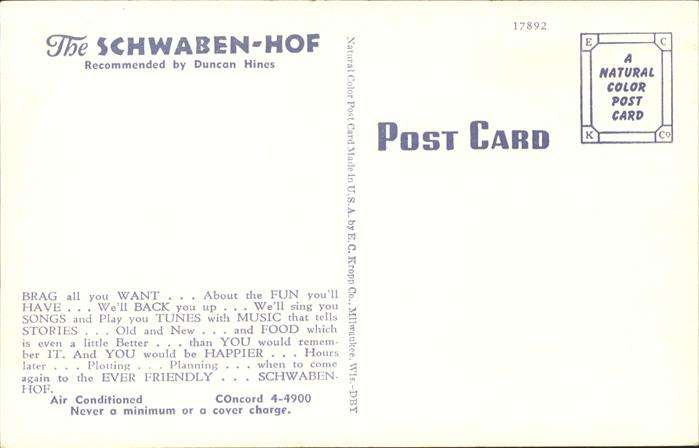 The SCHWABEN-HOF
Recommended by Duncan Hines
BRAG all you WANT . . . About the FUN you'll
HAVE . . . We'll BACK you up . . . We'll sing you
SONGS and Play you TUNES with MUSIC that tells
STORIES . . . Old and New . . . and FOOD which
is even a little Better . . . than YOU would remem-
ber IT. And YOU would be HAPPIER . . . Hours
later . . . Plotting . . . Planning . . . when to come
again to the EVER FRIENDLY . . . SCHWABEN-
HOF.
Air Conditioned COncord 4-4900
Never a minimum or a cover charge.
Natural Color Post Card Made in U. S. A. by E. C. Kropp Co., Milwaukee, Wis.-DBY
17892
POST CARD
E C
A
NATURAL
COLOR
POST
CARD
K Co